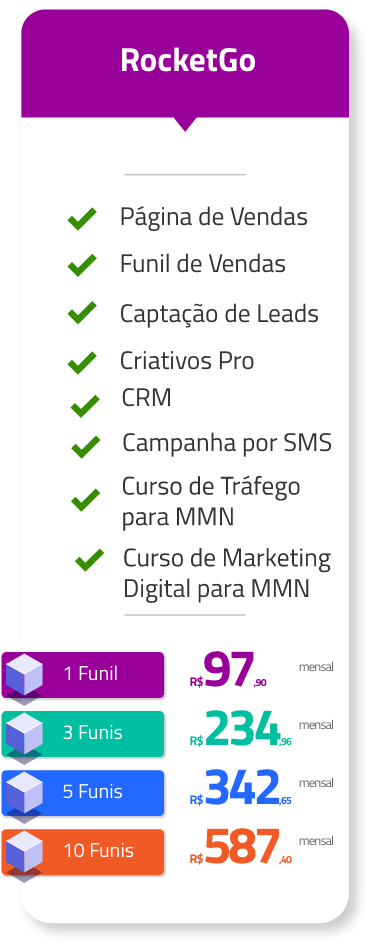 RocketGo
Página de Vendas
Funil de Vendas
Captação de Leads
Criativos Pro
CRM
Campanha por SMS
Curso de Tráfego
para MMN
Curso de Marketing
Digital para MMN
1 Funil R$97,90 mensal
3 Funis R$234,96 mensal
5 Funis R$342,65 mensal
10 Funis R$587,40 mensal